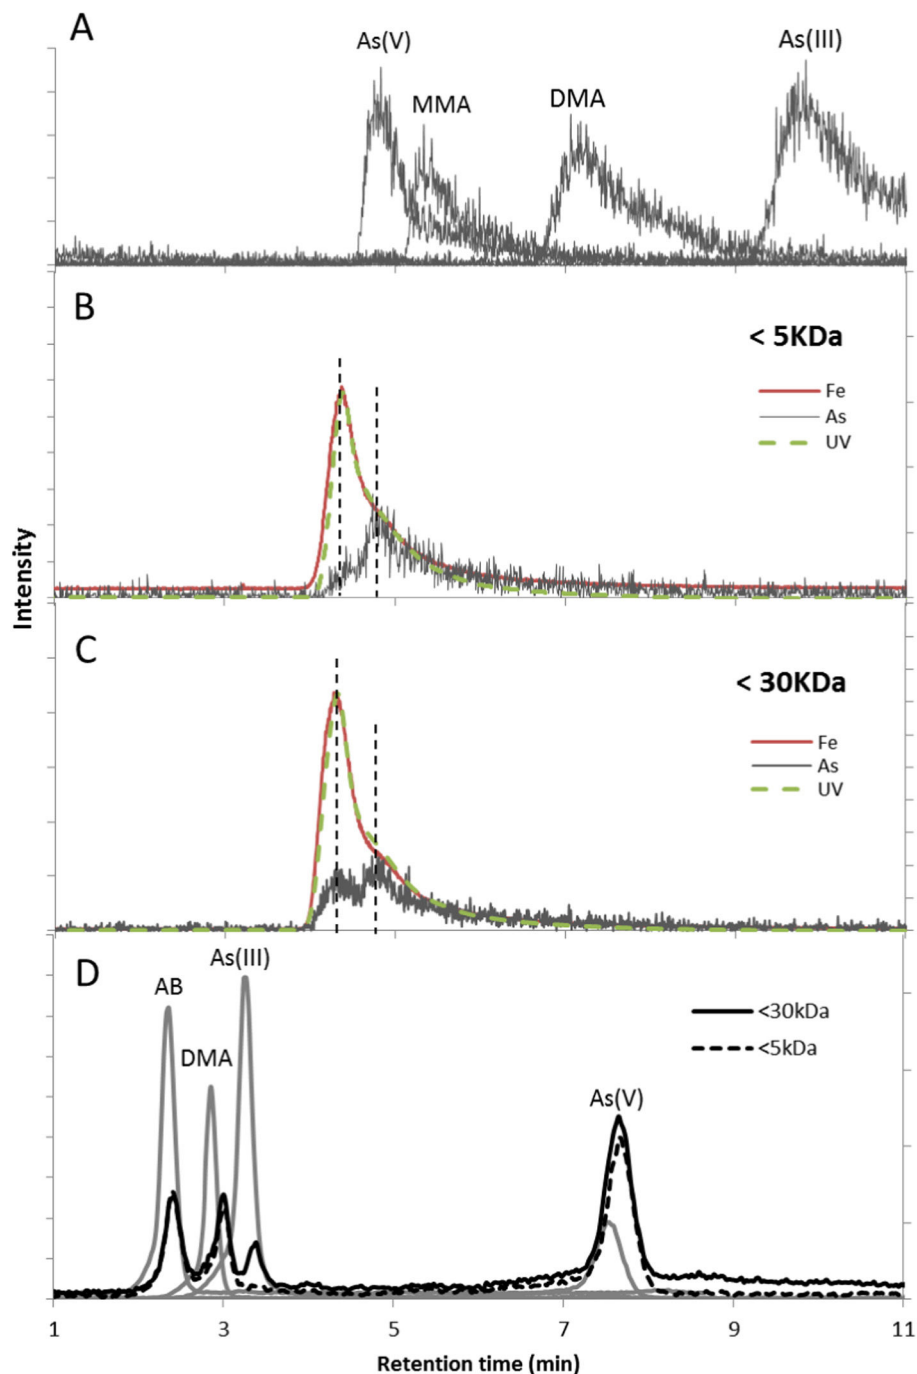 A
As(V)
MMA
DMA
As(III)
B
< 5KDa
Fe
As
UV
Intensity
C
< 30KDa
Fe
As
UV
D
AB
DMA
As(III)
<30kDa
<5kDa
As(V)
1 3 5 7 9 11
Retention time (min)